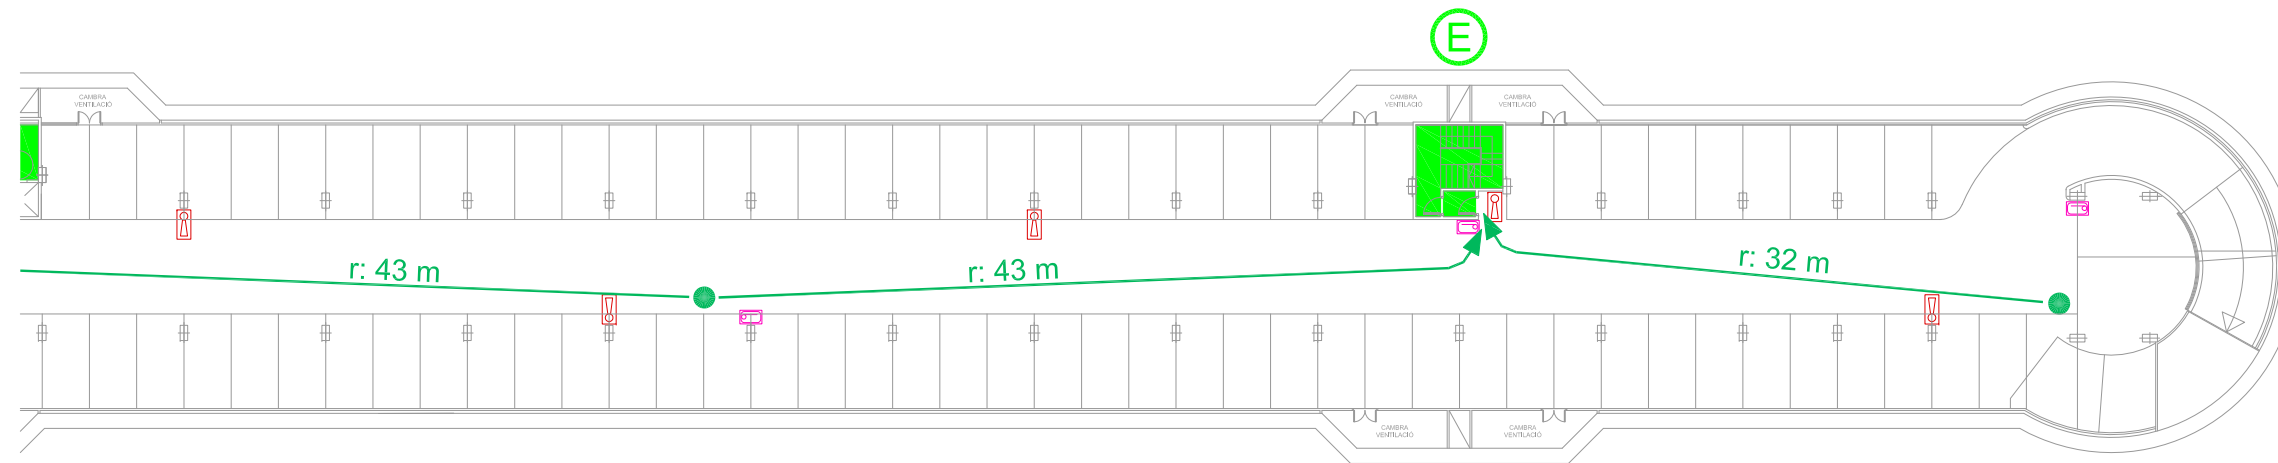 E
CAMBRA
VENTILACIÓ
CAMBRA
VENTILACIÓ
CAMBRA
VENTILACIÓ
r: 43 m
r: 43 m
r: 32 m
CAMBRA
VENTILACIÓ
CAMBRA
VENTILACIÓ